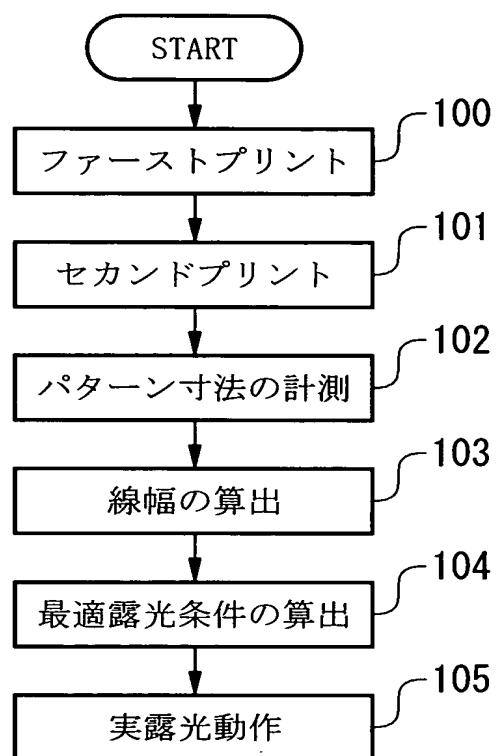 START
100
ファーストプリント
101
セカンドプリント
102
パターン寸法の計測
103
線幅の算出
104
最適露光条件の算出
105
実露光動作